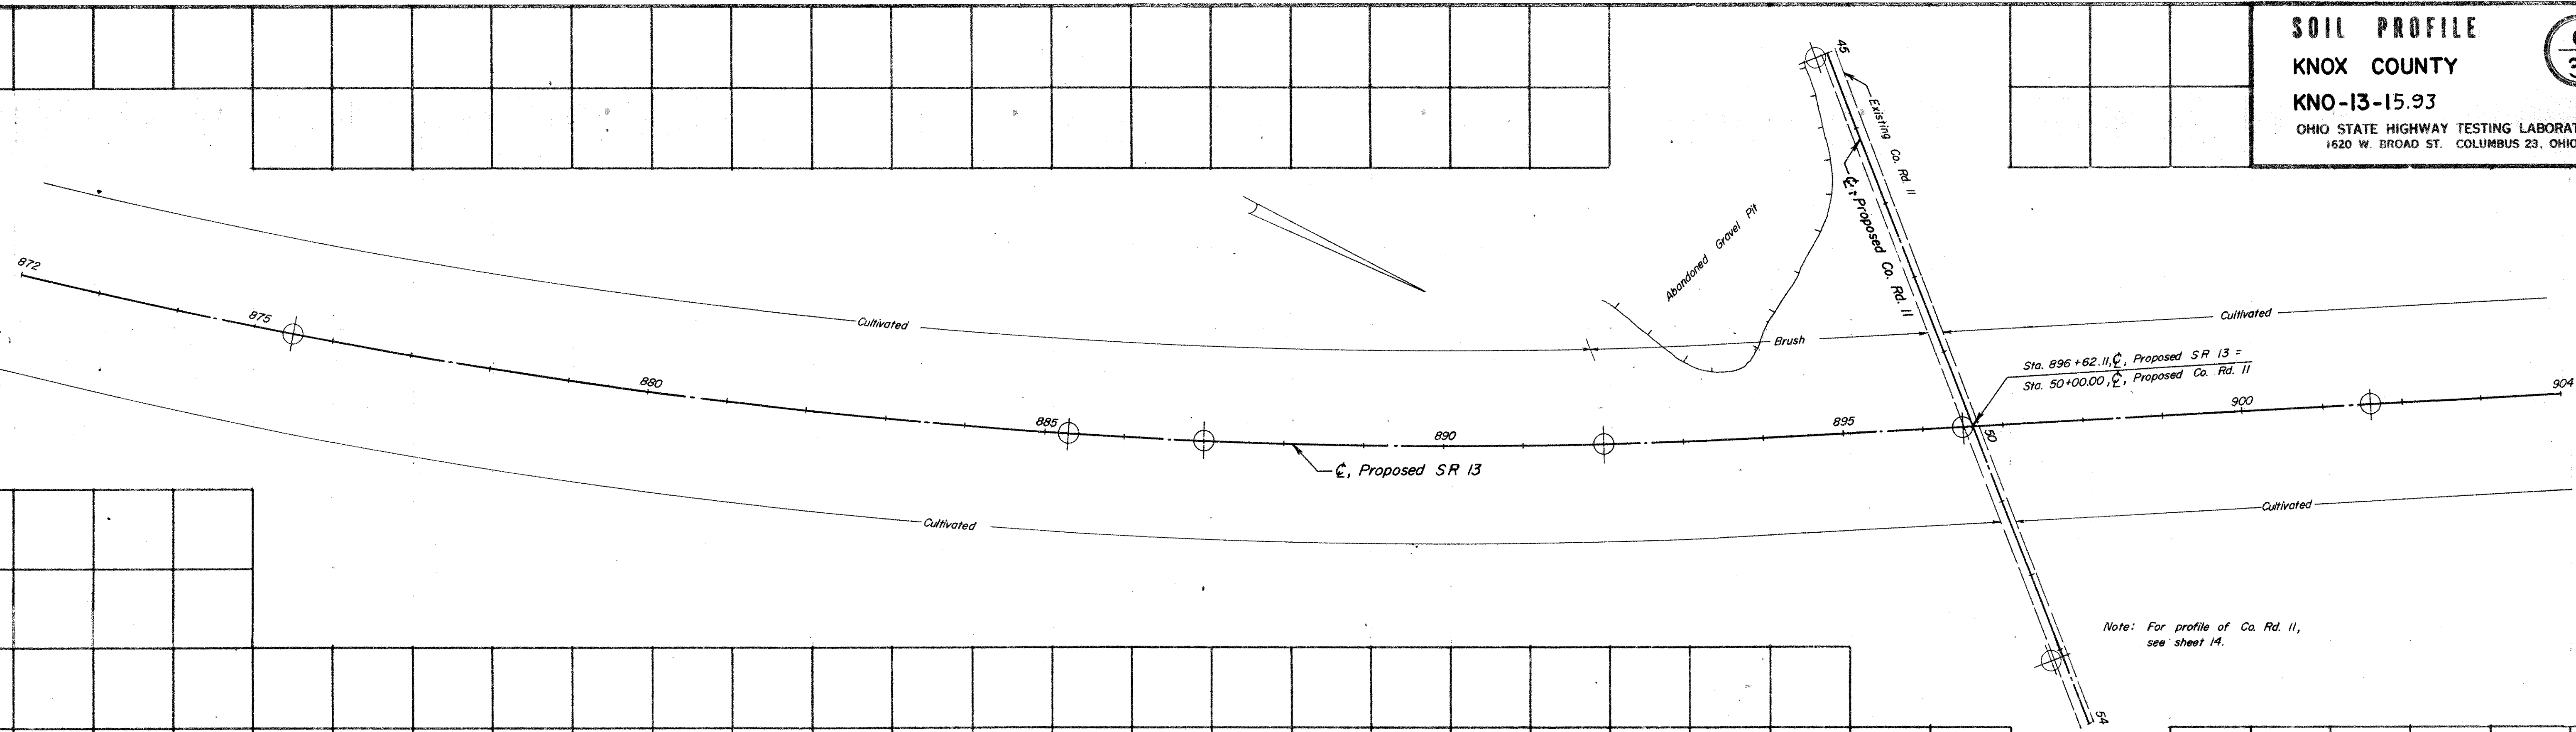 SOIL PROFILE
KNOX COUNTY
KNO-13-15.93
OHIO STATE HIGHWAY TESTING
1620 W. BROAD ST. COLUMBUS 23, OHIO
45
Existing Co. Rd. 11
℄, Proposed Co. Rd. 11
Abandoned Gravel Pit
872
875
880
885
890
895
900
904
Cultivated
Brush
Cultivated
Sta. 896+62.11, ℄, Proposed SR 13 =
Sta. 50+00.00, ℄, Proposed Co. Rd. 11
50
℄, Proposed SR 13
Cultivated
Cultivated
Note: For profile of Co. Rd. 11,
see sheet 14.
54